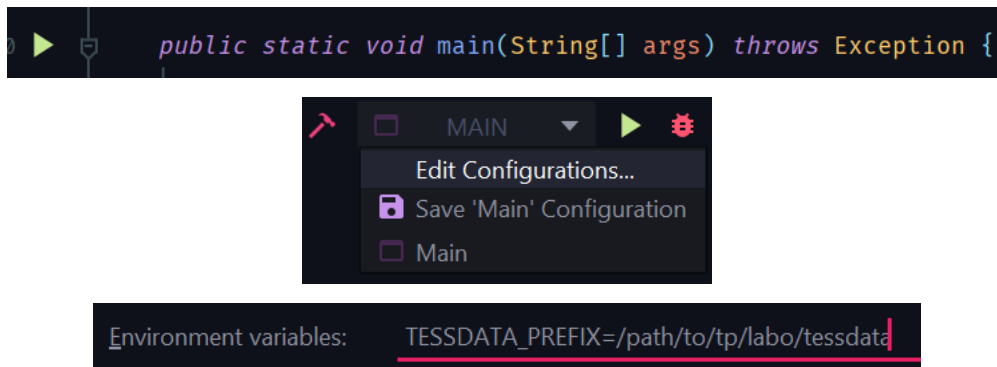 public static void main(String[] args) throws Exception {
MAIN
Edit Configurations...
Save 'Main' Configuration
Main
Environment variables: TESSDATA_PREFIX=/path/to/tp/labo/tessdata